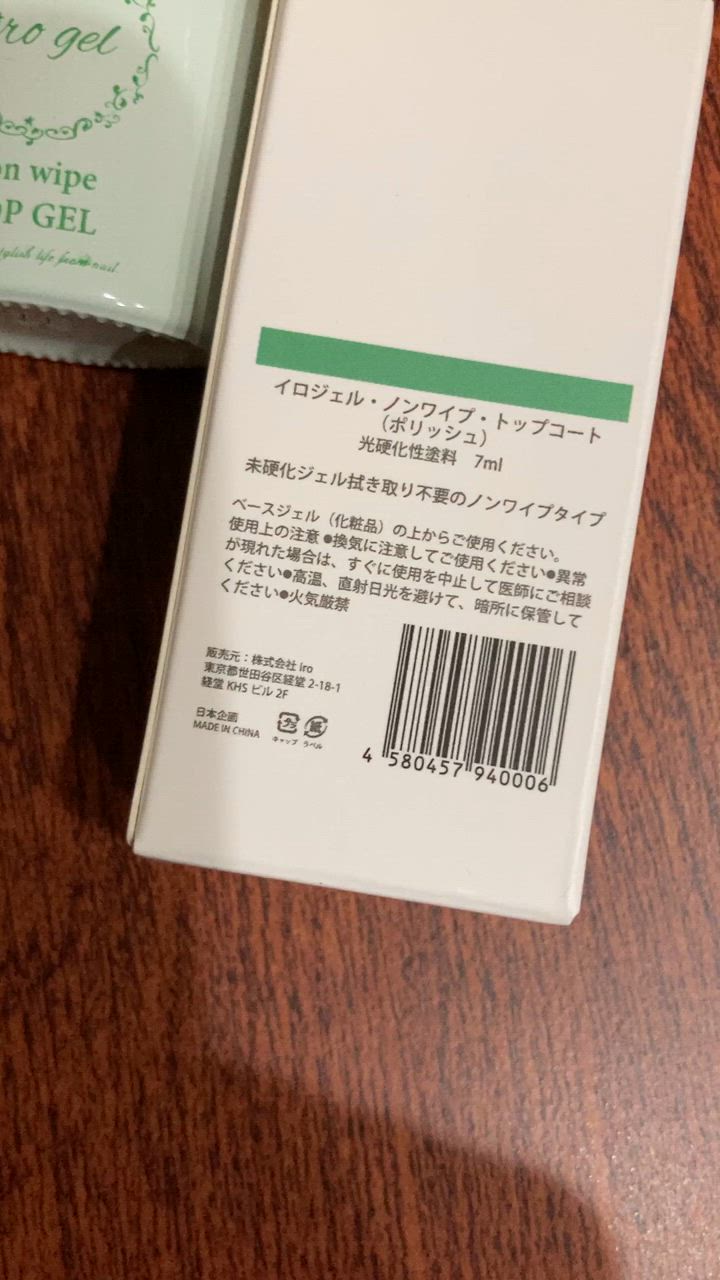 gel
wipe
GEL
イロジェル・ノンワイプ・トップコート
（ポリッシュ）
光硬化性塗料 7ml
未硬化ジェル拭き取り不要のノンワイプタイプ
ベースジェル（化粧品）の上からご使用ください。
使用上の注意●換気に注意してご使用ください●異常
が現れた場合は、すぐに使用を中止して医師にご相談
ください●高温、直射日光を避けて、暗所に保管して
ください●火気厳禁
販売元：株式会社 iro
東京都世田谷区経堂 2-18-1
経堂 KHS ビル 2F
日本企画
MADE IN CHINA
プラ 紙
キャップ ラベル
4 580457 940006